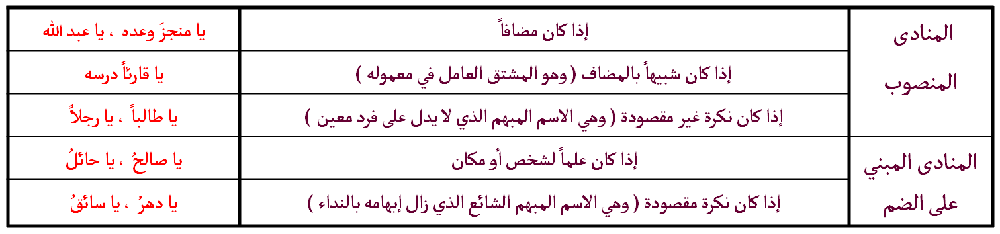 المنادى
المنصوب
إذا كان مضافاً
يا منجزَ وعده ، يا عبد الله
إذا كان شبيهاً بالمضاف ( وهو المشتق العامل في معموله )
يا قارئاً درسه
إذا كان نكرة غير مقصودة ( وهي الاسم المبهم الذي لا يدل على فرد معين )
يا طالباً ، يا رجلاً
المنادى المبني
على الضم
إذا كان علماً لشخص أو مكان
يا صالحُ ، يا حائلُ
إذا كان نكرة مقصودة ( وهي الاسم المبهم الشائع الذي زال إبهامه بالنداء )
يا دهرُ ، يا سائقُ